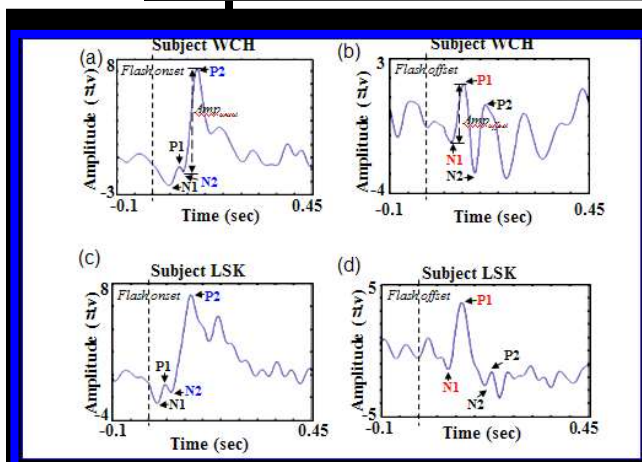 (a)
Subject WCH
8
Flash onset
P2
Amp
P1
N1
N2
Amplitude (≈v)
-3
-0.1
Time (sec)
0.45
(b)
Subject WCH
3
Flash offset
P1
P2
Amp
N1
N2
Amplitude (≈v)
-4
-0.1
Time (sec)
0.45
(c)
Subject LSK
8
Flash onset
P2
P1
N2
N1
Amplitude (≈v)
-4
-0.1
Time (sec)
0.45
(d)
Subject LSK
5
Flash offset
P1
P2
N1
N2
Amplitude (≈v)
-5
-0.1
Time (sec)
0.45